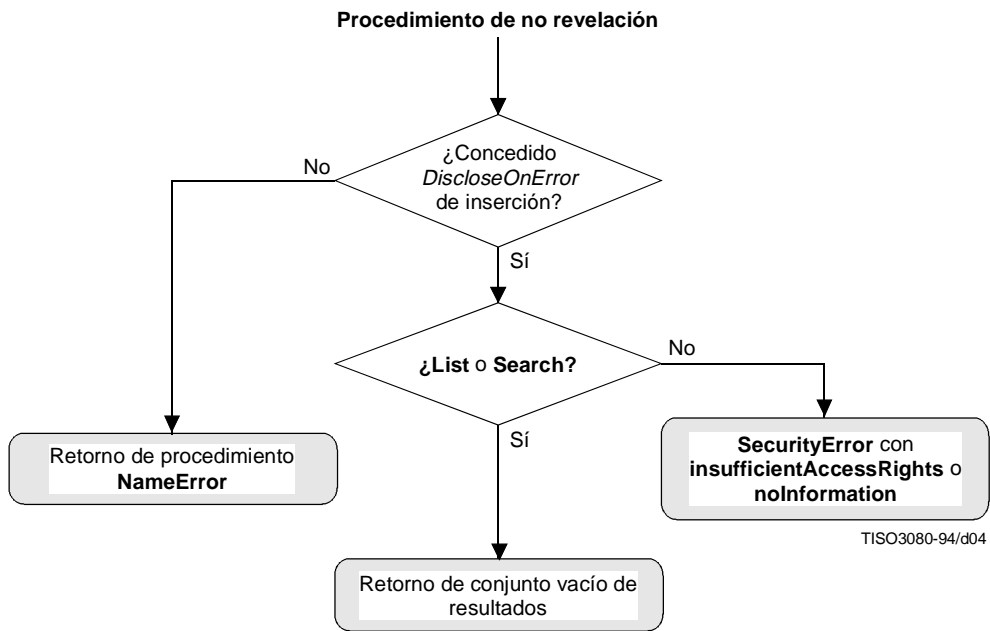 Procedimiento de no revelación
¿Concedido
DiscloseOnError
de inserción?
No
Sí
¿List o Search?
No
Sí
Retorno de procedimiento
NameError
SecurityError con
insufficientAccessRights o
noInformation
TISO3080-94/d04
Retorno de conjunto vacío de
resultados